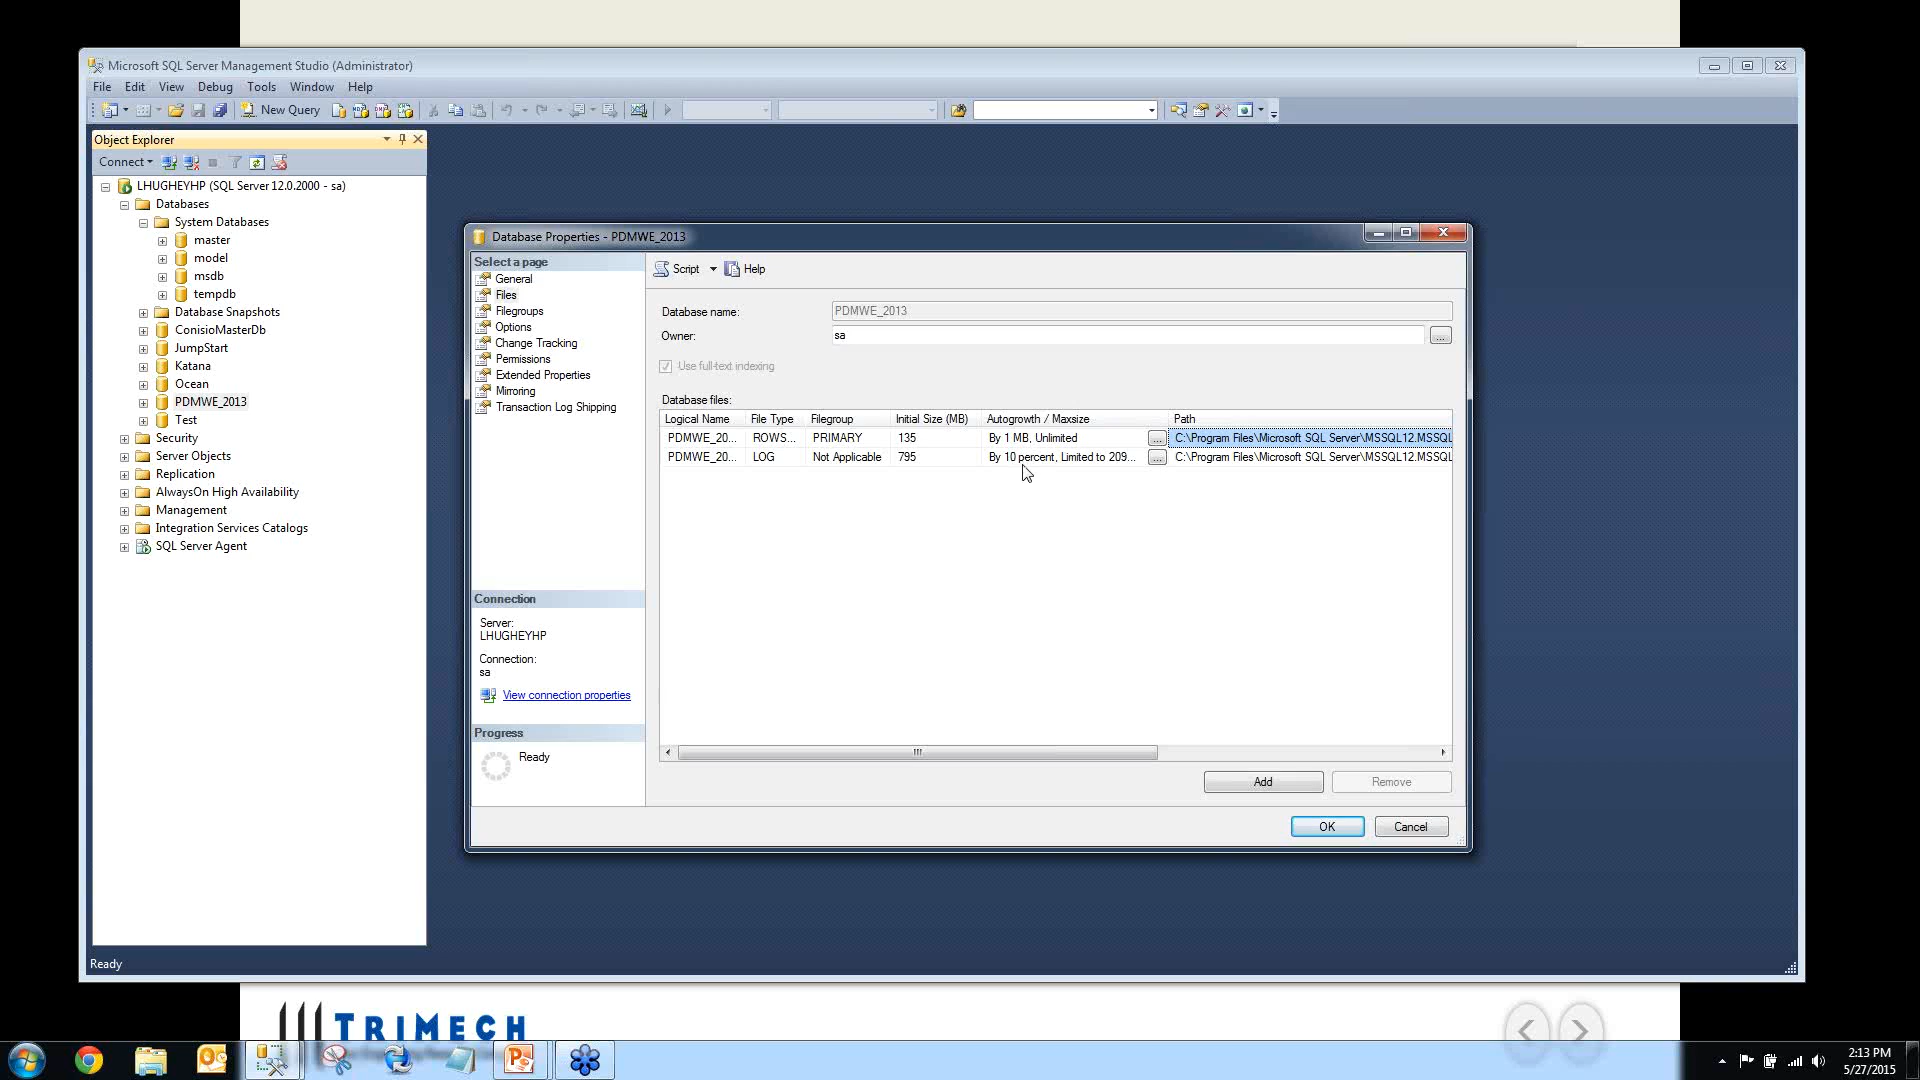 Microsoft SQL Server Management Studio (Administrator)
File Edit View Debug Tools Window Help
New Query
Object Explorer
Connect
LHUGHEYHP (SQL Server 12.0.2000 - sa)
Databases
System Databases
master
model
msdb
tempdb
Database Snapshots
ConisioMasterDb
JumpStart
Katana
Ocean
PDMWE_2013
Test
Security
Server Objects
Replication
AlwaysOn High Availability
Management
Integration Services Catalogs
SQL Server Agent
Ready
Database Properties - PDMWE_2013
Select a page
General
Files
Filegroups
Options
Change Tracking
Permissions
Extended Properties
Mirroring
Transaction Log Shipping
Connection
Server:
LHUGHEYHP
Connection:
sa
View connection properties
Progress
Ready
Script Help
Database name: PDMWE_2013
Owner: sa ...
Use full-text indexing
Database files:
Logical Name File Type Filegroup Initial Size (MB) Autogrowth / Maxsize Path
PDMWE_20... ROWS... PRIMARY 135 By 1 MB, Unlimited ... C:\Program Files\Microsoft SQL Server\MSSQL12.MSSQL
PDMWE_20... LOG Not Applicable 795 By 10 percent, Limited to 209... ... C:\Program Files\Microsoft SQL Server\MSSQL12.MSSQL
Add Remove
OK Cancel
TRIMECH
2:13 PM
5/27/2015